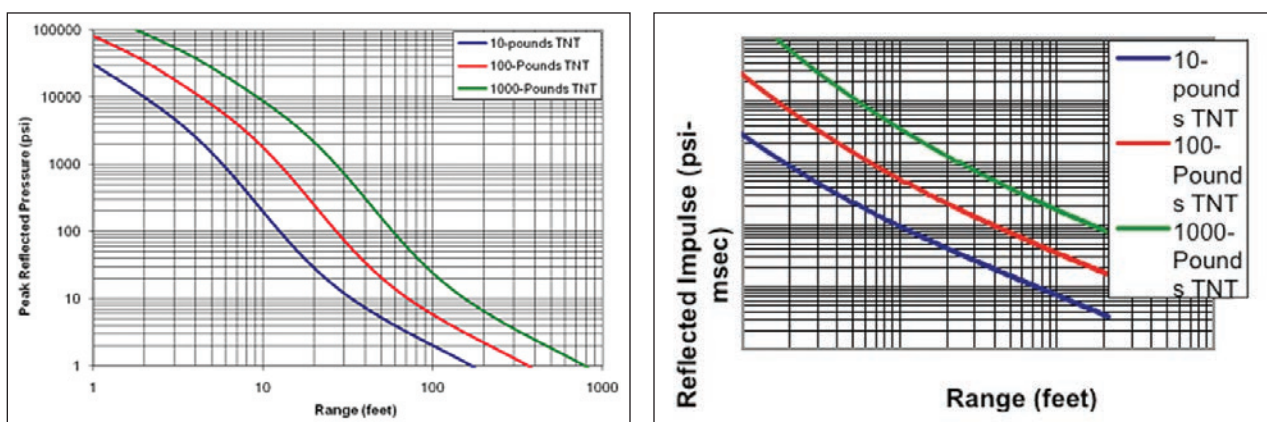 100000
10000
1000
100
10
1
1
10
100
1000
Peak Reflected Pressure (psi)
Range (feet)
10-pounds TNT
100-Pounds TNT
1000-Pounds TNT
Reflected Impulse (psi-
msec)
Range (feet)
10-
pound
s TNT
100-
Pound
s TNT
1000-
Pound
s TNT